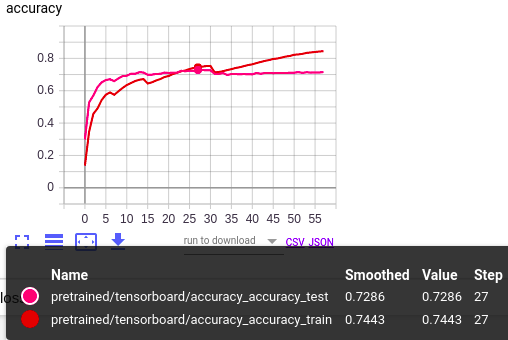 accuracy
0.8
0.6
0.4
0.2
0
0 5 10 15 20 25 30 35 40 45 50 55
run to download CSV JSON
Name Smoothed Value Step
pretrained/tensorboard/accuracy_accuracy_test 0.7286 0.7286 27
pretrained/tensorboard/accuracy_accuracy_train 0.7443 0.7443 27